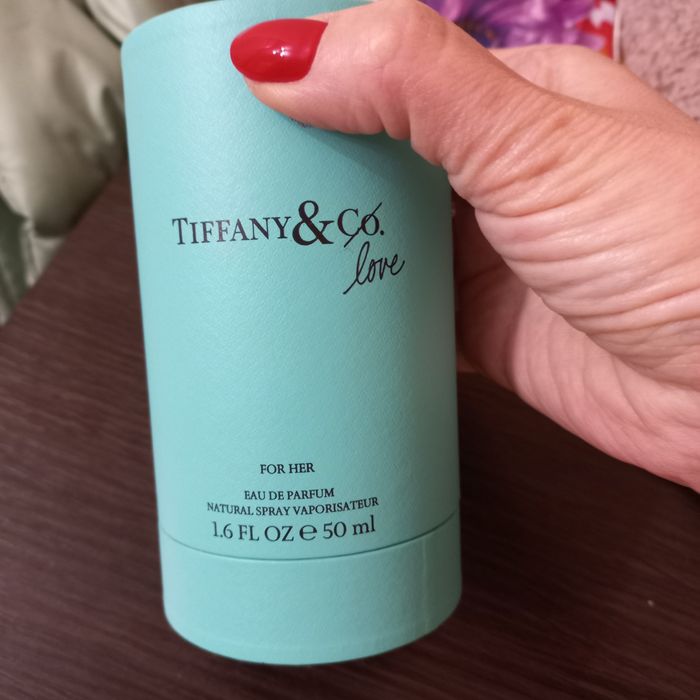 TIFFANY & CO.
love
FOR HER
EAU DE PARFUM
NATURAL SPRAY VAPORISATEUR
1.6 FL OZ ℮ 50 ml